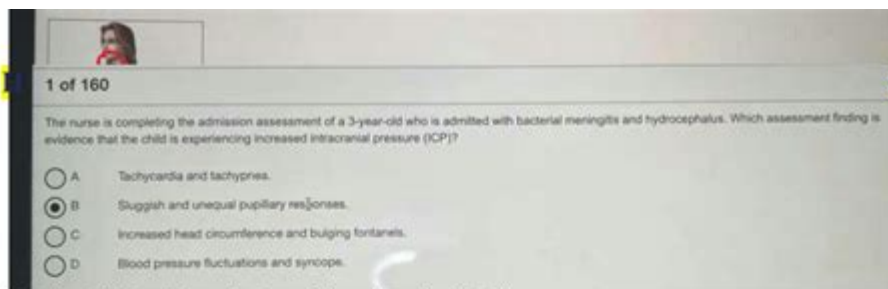 1 of 160
The nurse is completing the admission assessment of a 3-year-old who is admitted with bacterial meningitis and hydrocephalus. Which assessment finding is
evidence that the child is experiencing increased intracranial pressure (ICP)?
A Tachycardia and tachypnea.
B Sluggish and unequal pupillary responses.
C Increased head circumference and bulging fontanels.
D Blood pressure fluctuations and syncope.